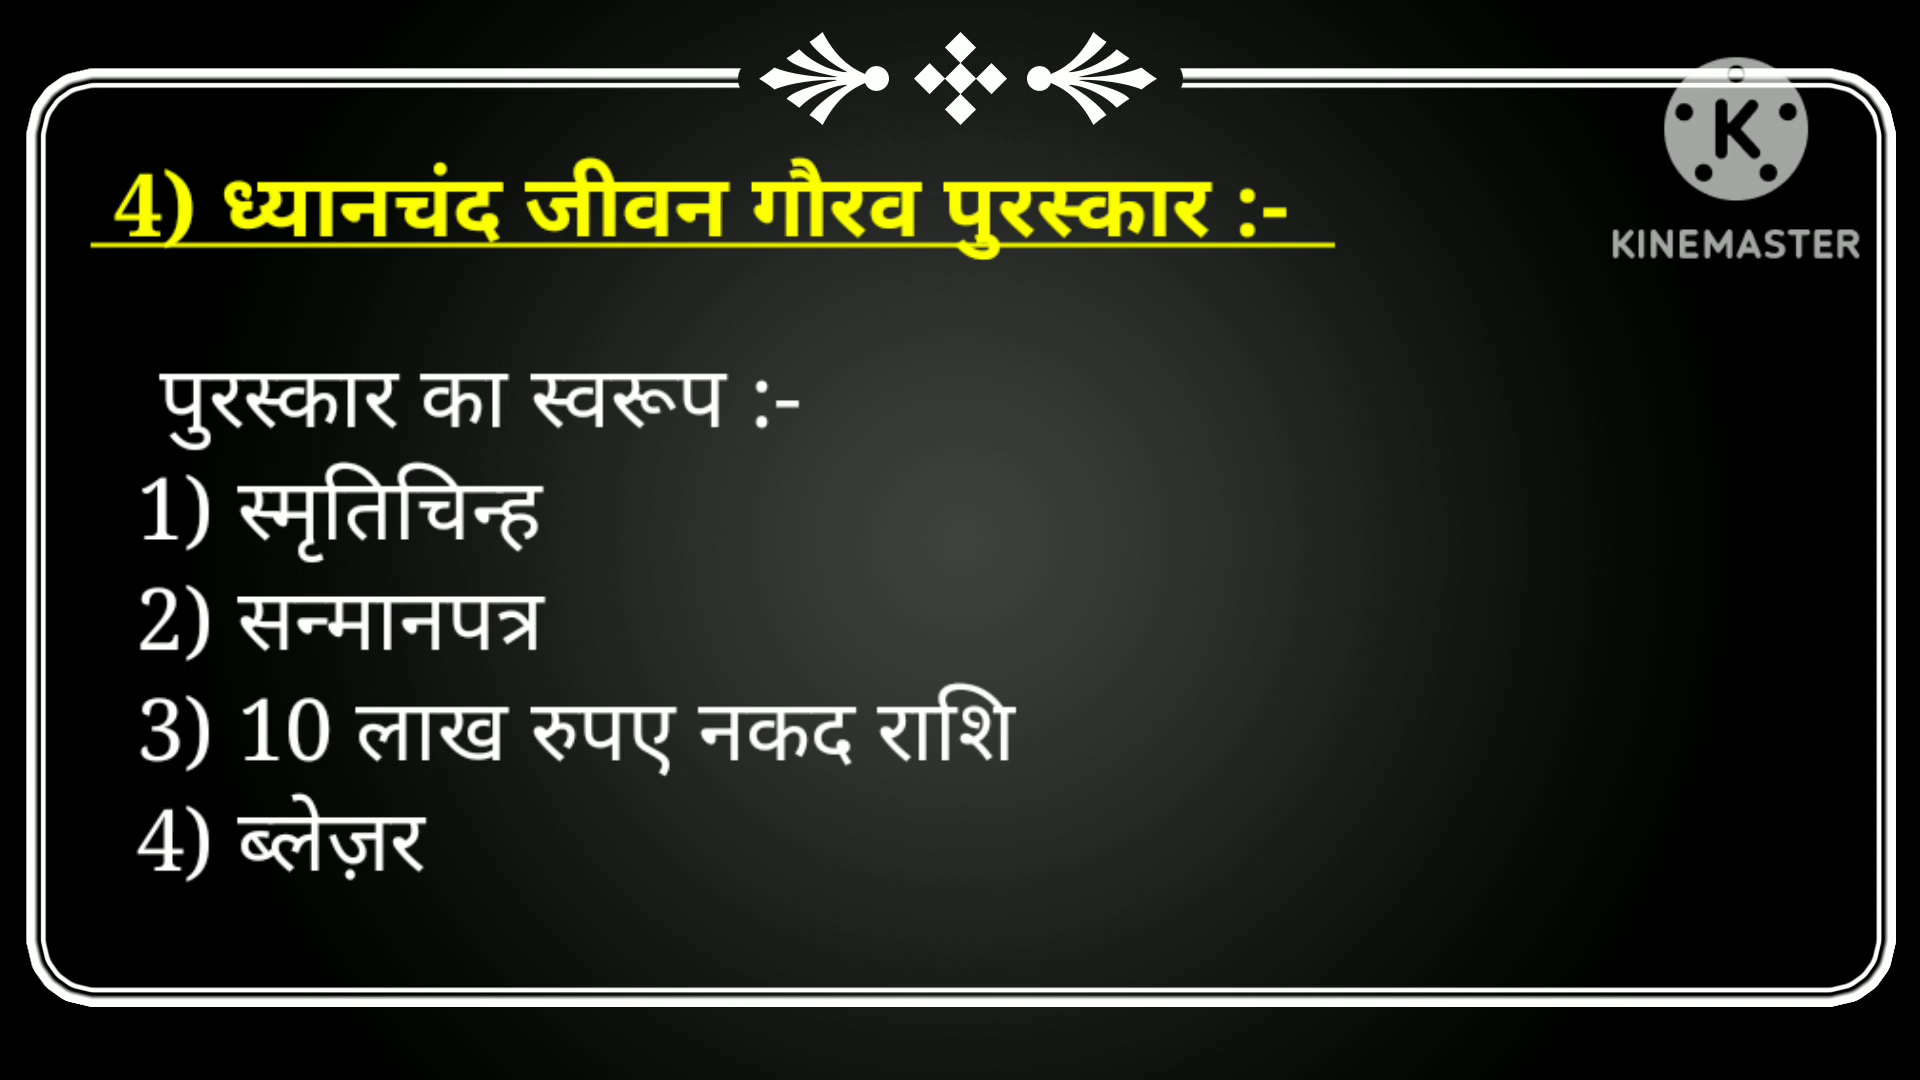 4) ध्यानचंद जीवन गौरव पुरस्कार :-
KINEMASTER
पुरस्कार का स्वरूप :-
1) स्मृतिचिन्ह
2) सन्मानपत्र
3) 10 लाख रुपए नकद राशि
4) ब्लेज़र